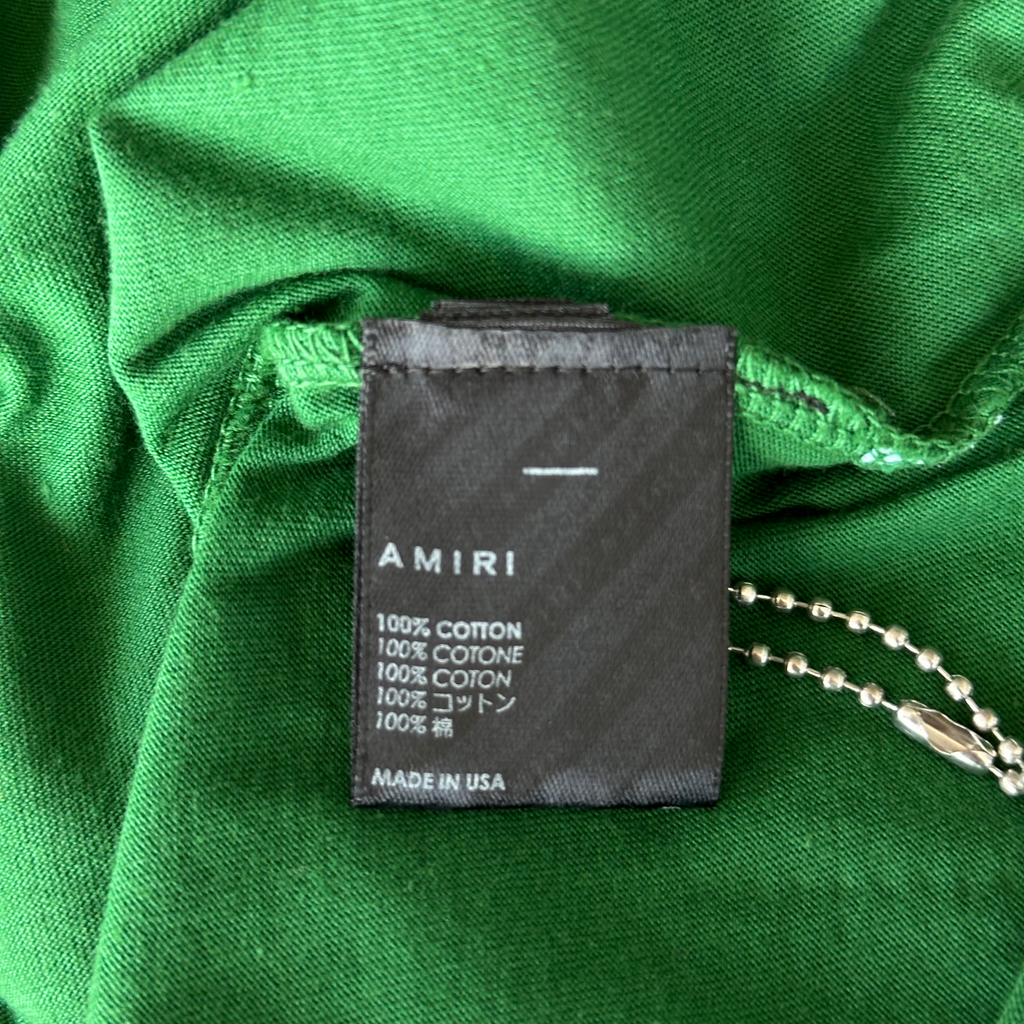 AMIRI
100% COTTON
100% COTONE
100% COTON
100% コットン
100% 棉
MADE IN USA